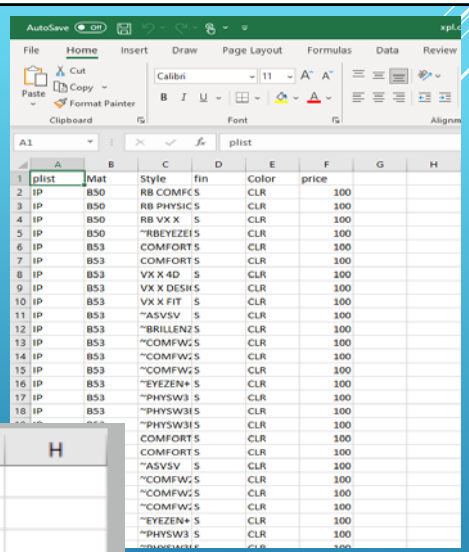 AutoSave Off xpl.c
File Home Insert Draw Page Layout Formulas Data Review
Cut
Copy
Format Painter
Paste
Calibri 11 A^ A˅
B I U A
Clipboard Font Alignm
A1 fx plist
A B C D E F G H
1 plist Mat Style fin Color price
2 IP B50 RB COMFC S CLR 100
3 IP B50 RB PHYSIC S CLR 100
4 IP B50 RB VX X S CLR 100
5 IP B50 ~RBEYEZEI S CLR 100
6 IP B53 COMFORT S CLR 100
7 IP B53 COMFORT S CLR 100
8 IP B53 VX X 4D S CLR 100
9 IP B53 VX X DESIG S CLR 100
10 IP B53 VX X FIT S CLR 100
11 IP B53 ~ASVSV S CLR 100
12 IP B53 ~BRILLENZ S CLR 100
13 IP B53 ~COMFW2 S CLR 100
14 IP B53 ~COMFW2 S CLR 100
15 IP B53 ~COMFW2 S CLR 100
16 IP B53 ~EYEZEN+ S CLR 100
17 IP B53 ~PHYSW3 S CLR 100
18 IP B53 ~PHYSW3I S CLR 100
~PHYSW3I S CLR 100
COMFORT S CLR 100
COMFORT S CLR 100
~ASVSV S CLR 100
~COMFW2 S CLR 100
~COMFW2 S CLR 100
~COMFW2 S CLR 100
~EYEZEN+ S CLR 100
~PHYSW3 S CLR 100
H